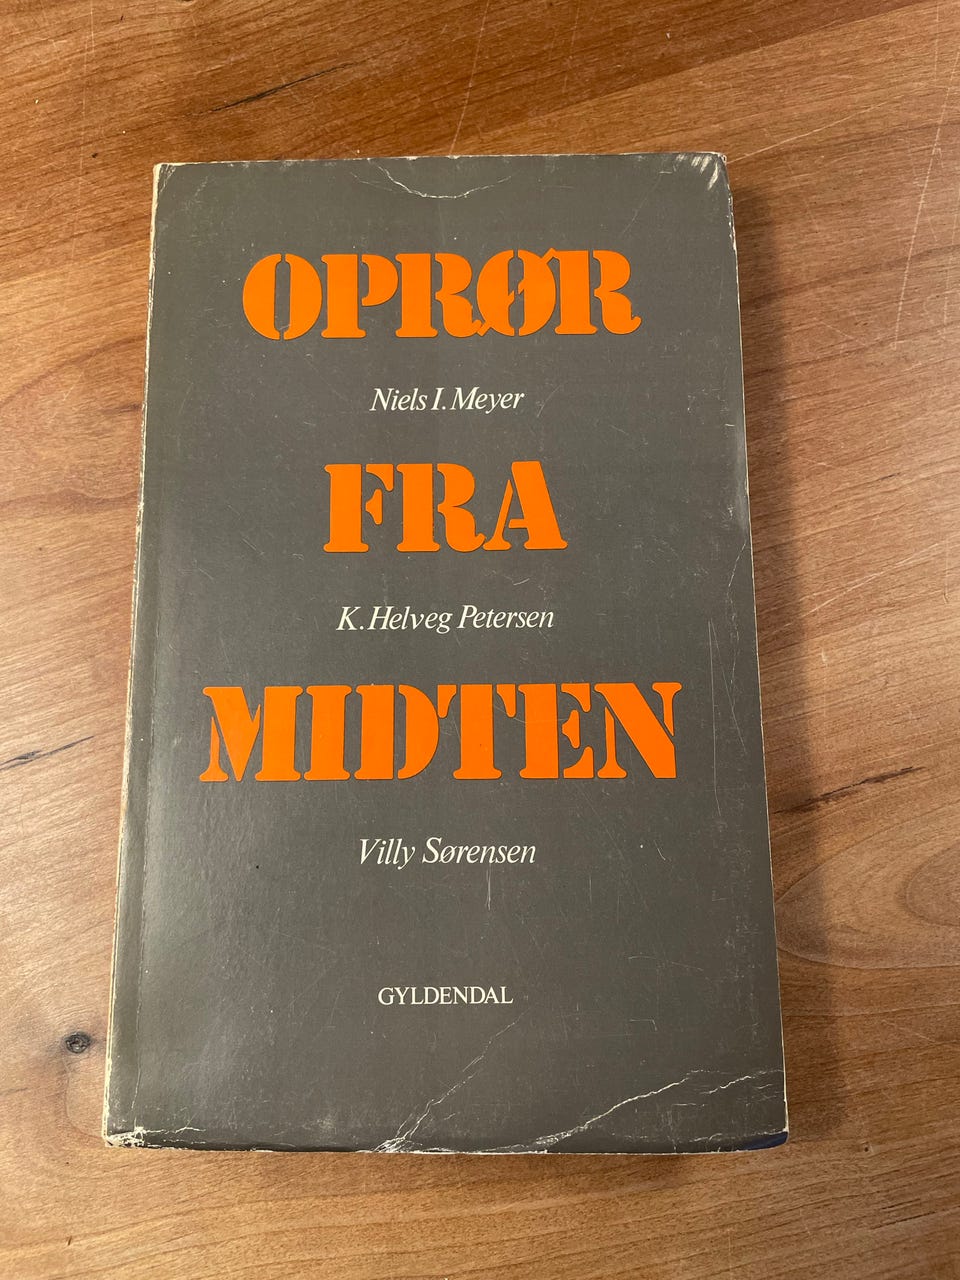 OPRØR
Niels I. Meyer
FRA
K. Helveg Petersen
MIDTEN
Villy Sørensen
GYLDENDAL